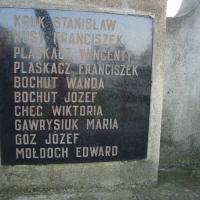 KRUK STANISŁAW
KUSY FRANCISZEK
PLASKACZ WINCENTY
PLASKACZ FRANCISZEK
BOCHUT WANDA
BOCHUT JÓZEF
CHĘĆ WIKTORIA
GAWRYSIUK MARIA
GÓZ JÓZEF
MOŁDOCH EDWARD